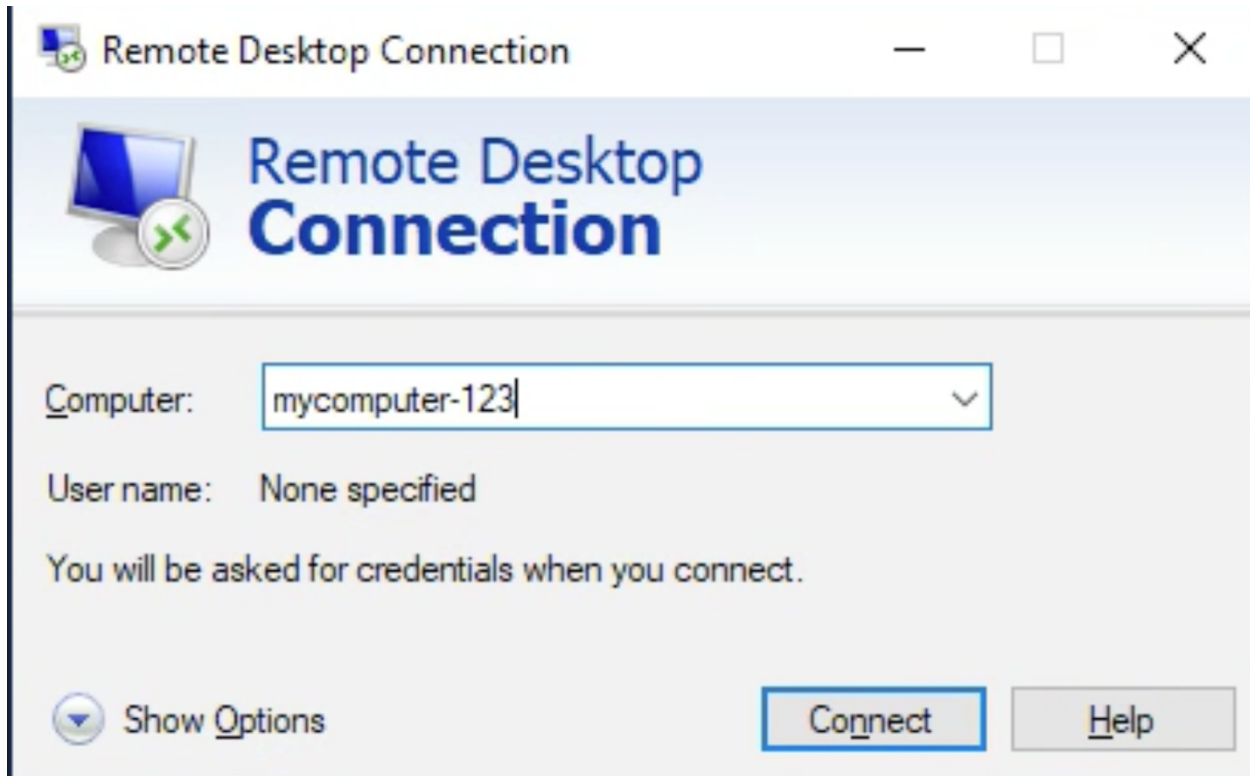 Remote Desktop Connection
Remote Desktop
Connection
Computer: mycomputer-123
User name: None specified
You will be asked for credentials when you connect.
Show Options Connect Help